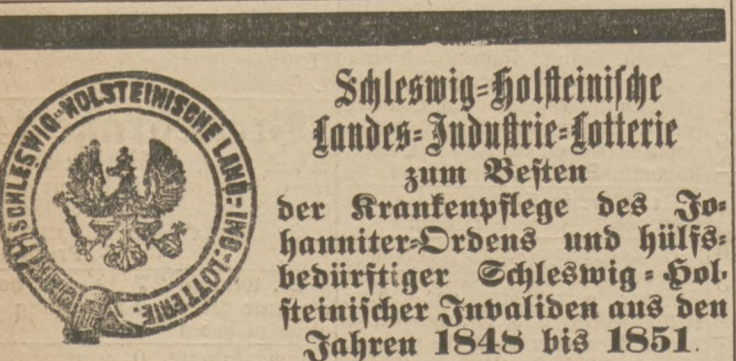 SCHLESWIG-HOLSTEINISCHE LAND-IND-LOTTERIE.
Schleswig-Holsteinische
Landes-Industrie-Lotterie
zum Besten
der Krankenpflege des Jo-
hanniter-Ordens und hülfs-
bedürftiger Schleswig-Hol-
steinischer Invaliden aus den
Jahren 1848 bis 1851.